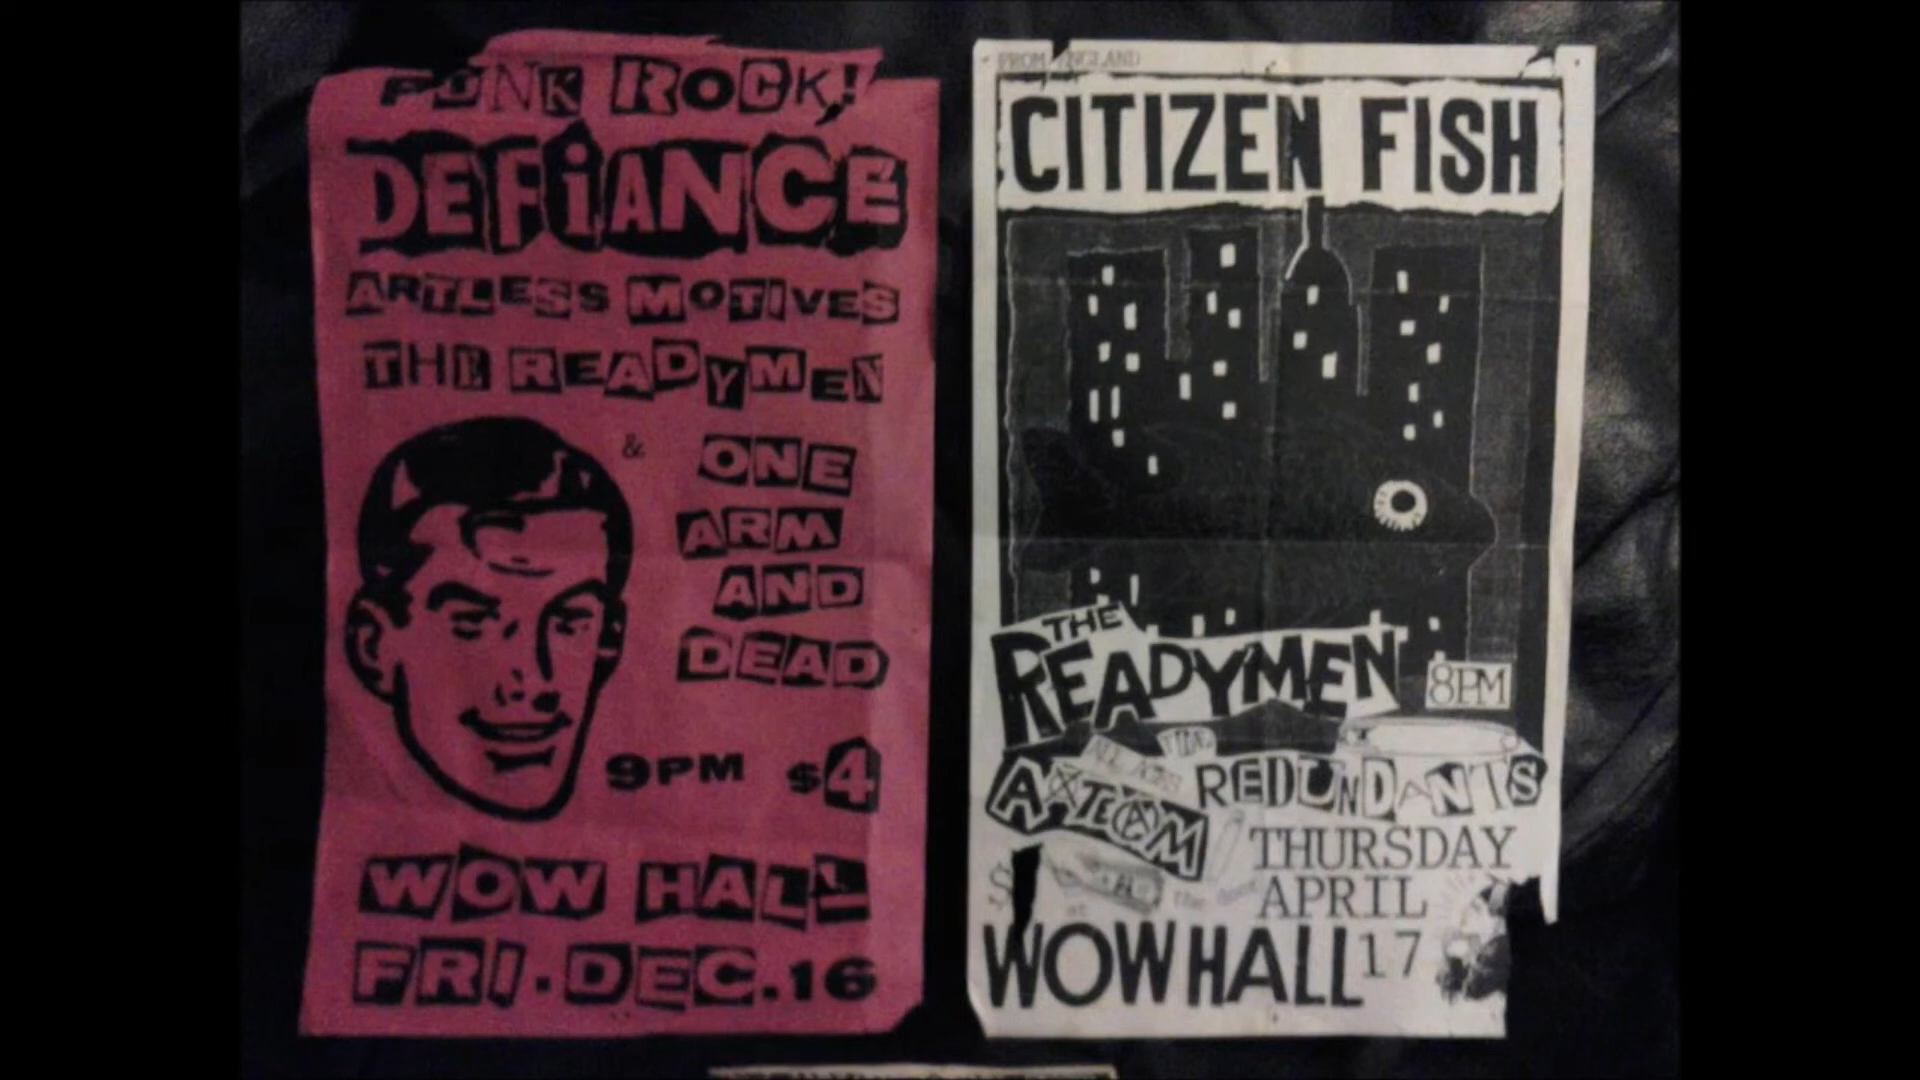 PUNK ROCK!
DEFiANCE
ARTLESS MOTIVES
THE READYMEN
& ONE
ARM
AND
DEAD
9PM $4
WOW HALL
FRI. DEC. 16
FROM ENGLAND
CITIZEN FISH
THE
READYMEN
8PM
THE
REDUNDANTS
THURSDAY
APRIL
17
WOW HALL